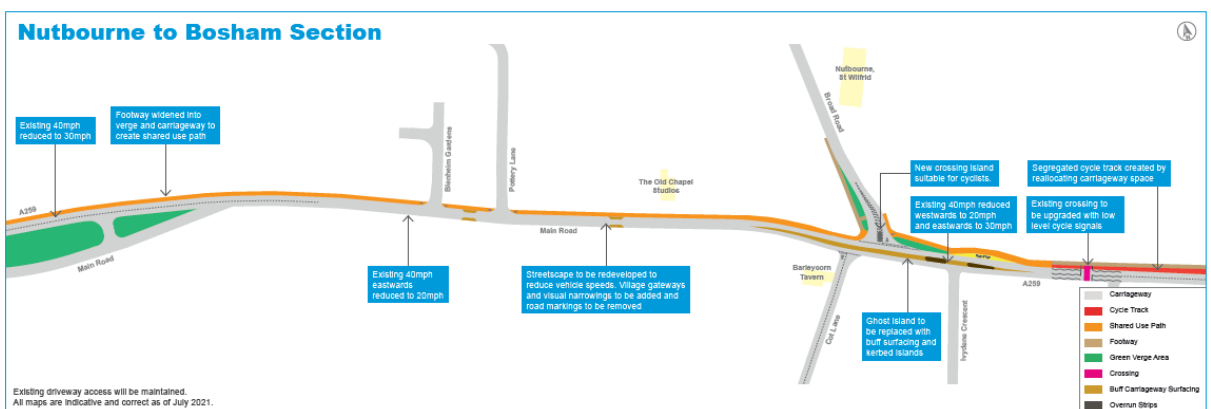 Nutbourne to Bosham Section
Existing 40mph
reduced to 30mph
Footway widened into
verge and carriageway to
create shared use path
A259
Main Road
Blenheim Gardens
Pottery Lane
Existing 40mph
eastwards
reduced to 20mph
Main Road
The Old Chapel
Studios
Streetscape to be redeveloped to
reduce vehicle speeds. Village gateways
and visual narrowings to be added and
road markings to be removed
Nutbourne,
St Wilfrid
Broad Road
New crossing island
suitable for cyclists.
Existing 40mph reduced
westwards to 20mph
and eastwards to 30mph
Segregated cycle track created by
reallocating carriageway space
Existing crossing to
be upgraded with low
level cycle signals
Barleycorn
Tavern
Cot Lane
Ghost island to
be replaced with
buff surfacing and
kerbed islands
Ivydene Crescent
A259
Carriageway
Cycle Track
Shared Use Path
Footway
Green Verge Area
Crossing
Buff Carriageway Surfacing
Overrun Strips
Existing driveway access will be maintained.
All maps are indicative and correct as of July 2021.